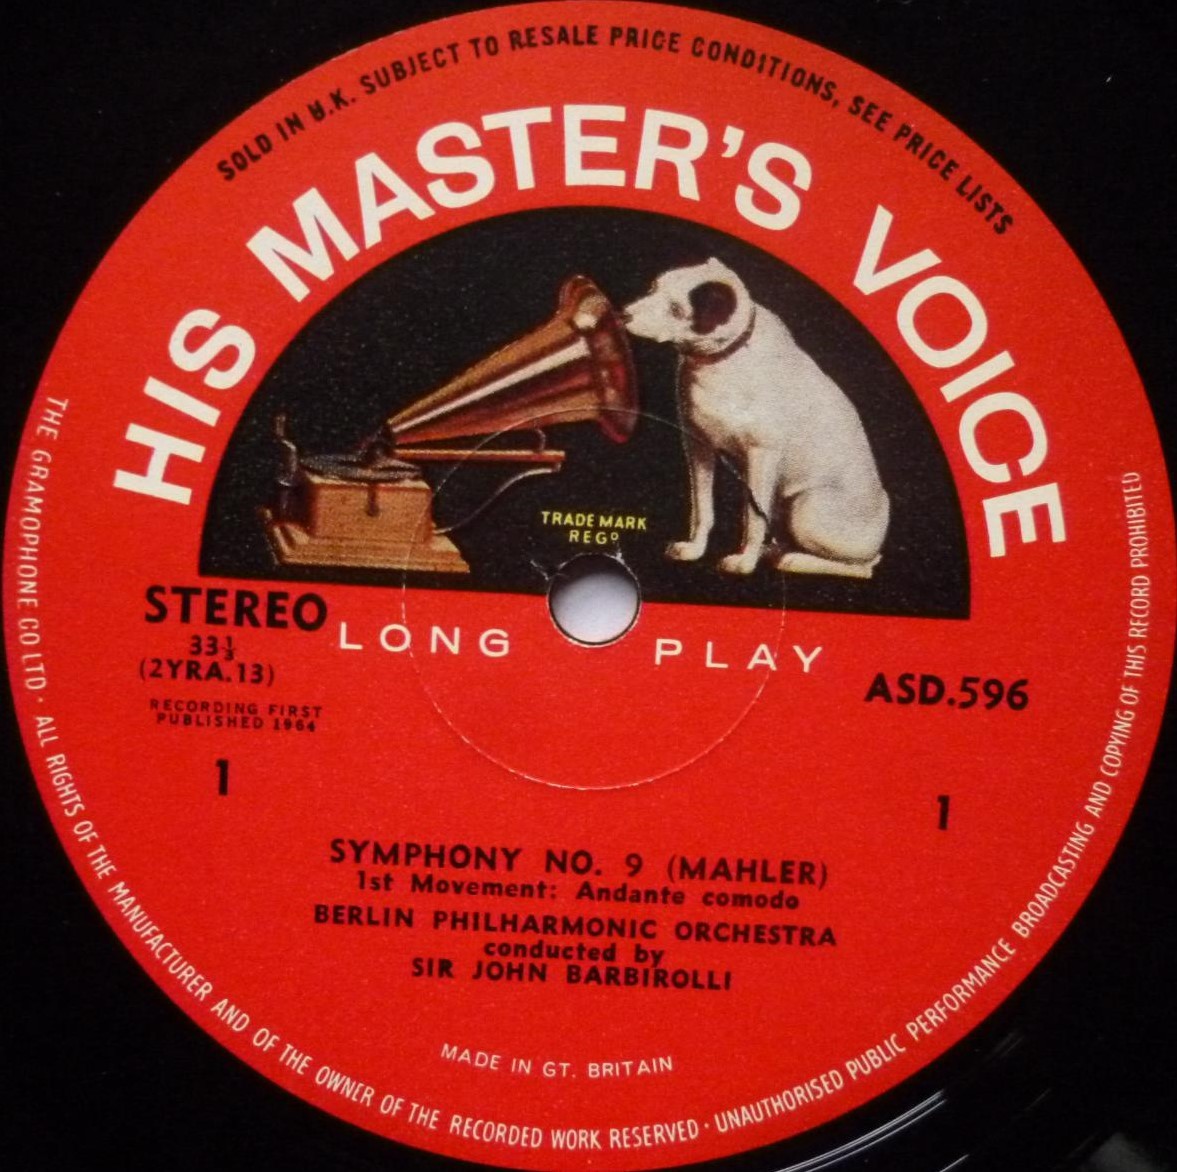 SOLD IN U.K. SUBJECT TO RESALE PRICE CONDITIONS, SEE PRICE LISTS
HIS MASTER'S VOICE
TRADE MARK
REGD
STEREO
33⅓
(2YRA.13)
LONG PLAY
ASD.596
RECORDING FIRST
PUBLISHED 1964
1
1
SYMPHONY NO. 9 (MAHLER)
1st Movement: Andante comodo
BERLIN PHILHARMONIC ORCHESTRA
conducted by
SIR JOHN BARBIROLLI
MADE IN GT. BRITAIN
THE GRAMOPHONE CO LTD · ALL RIGHTS OF THE MANUFACTURER AND OF THE OWNER OF THE RECORDED WORK RESERVED · UNAUTHORISED PUBLIC PERFORMANCE BROADCASTING AND COPYING OF THIS RECORD PROHIBITED